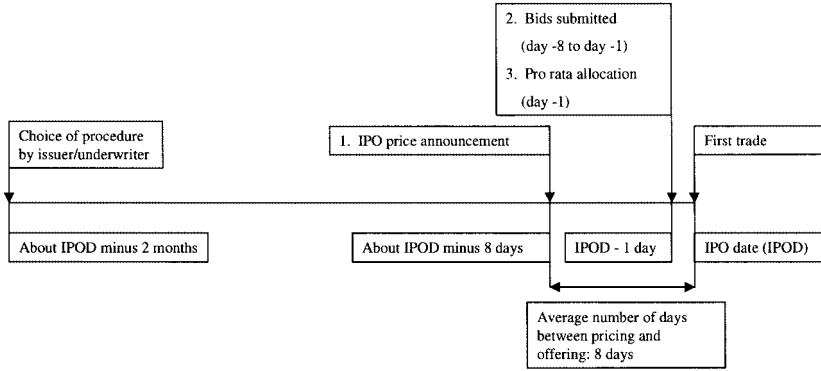 2. Bids submitted
(day -8 to day -1)
3. Pro rata allocation
(day -1)
Choice of procedure
by issuer/underwriter
1. IPO price announcement
First trade
About IPOD minus 2 months
About IPOD minus 8 days
IPOD - 1 day
IPO date (IPOD)
Average number of days
between pricing and
offering: 8 days